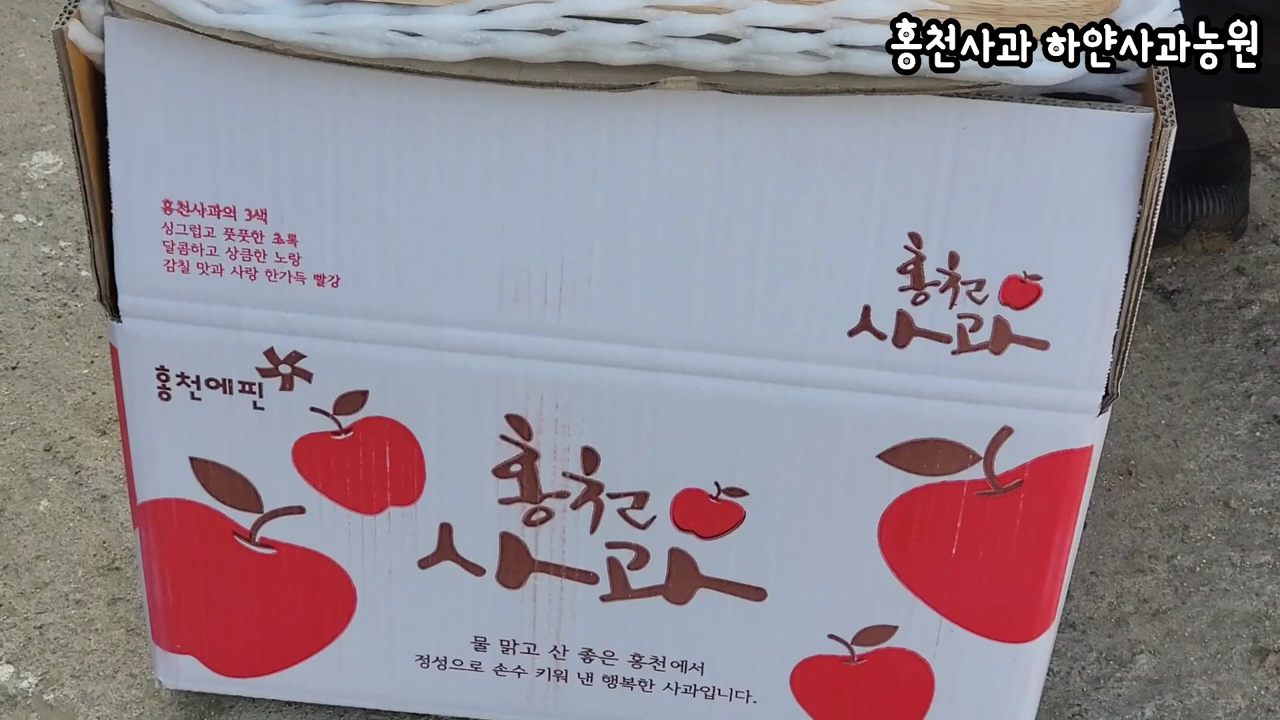 홍천사과 하얀사과농원
홍천사과의 3색
싱그럽고 풋풋한 초록
달콤하고 상큼한 노랑
감칠 맛과 사랑 한가득 빨강
홍천
사과
홍천에핀
홍천
사과
물 맑고 산 좋은 홍천에서
정성으로 손수 키워 낸 행복한 사과입니다.